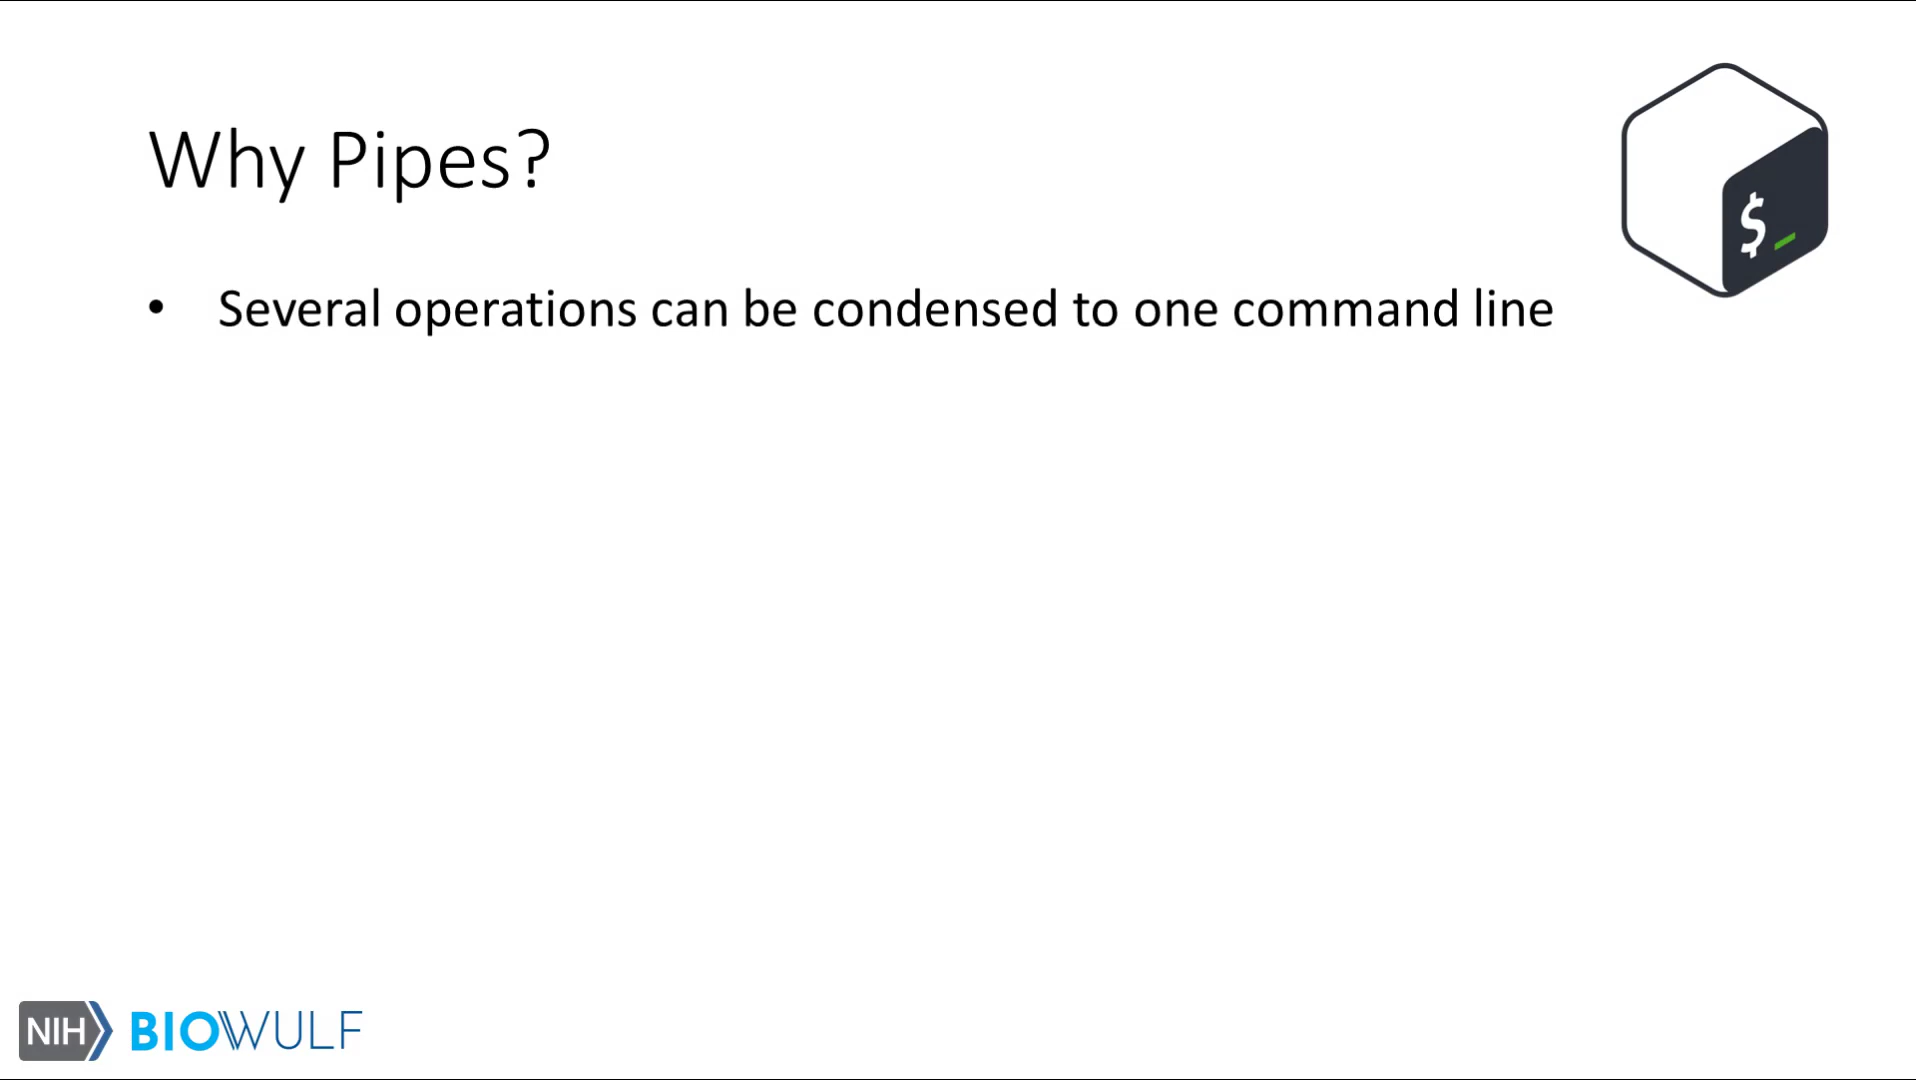 Why Pipes?
• Several operations can be condensed to one command line
$_
NIH BIOWULF